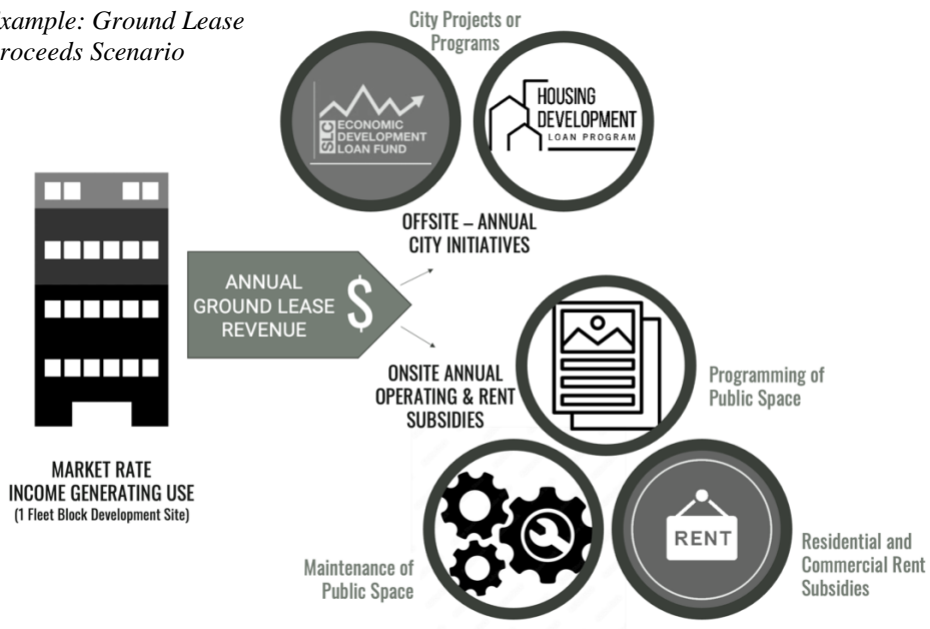 xample: Ground Lease
roceeds Scenario
City Projects or
Programs
SLC
ECONOMIC
DEVELOPMENT
LOAN FUND
HOUSING
DEVELOPMENT
LOAN PROGRAM
OFFSITE – ANNUAL
CITY INITIATIVES
ANNUAL
GROUND LEASE
REVENUE
$
ONSITE ANNUAL
OPERATING & RENT
SUBSIDIES
Programming of
Public Space
MARKET RATE
INCOME GENERATING USE
(1 Fleet Block Development Site)
Maintenance of
Public Space
RENT
Residential and
Commercial Rent
Subsidies